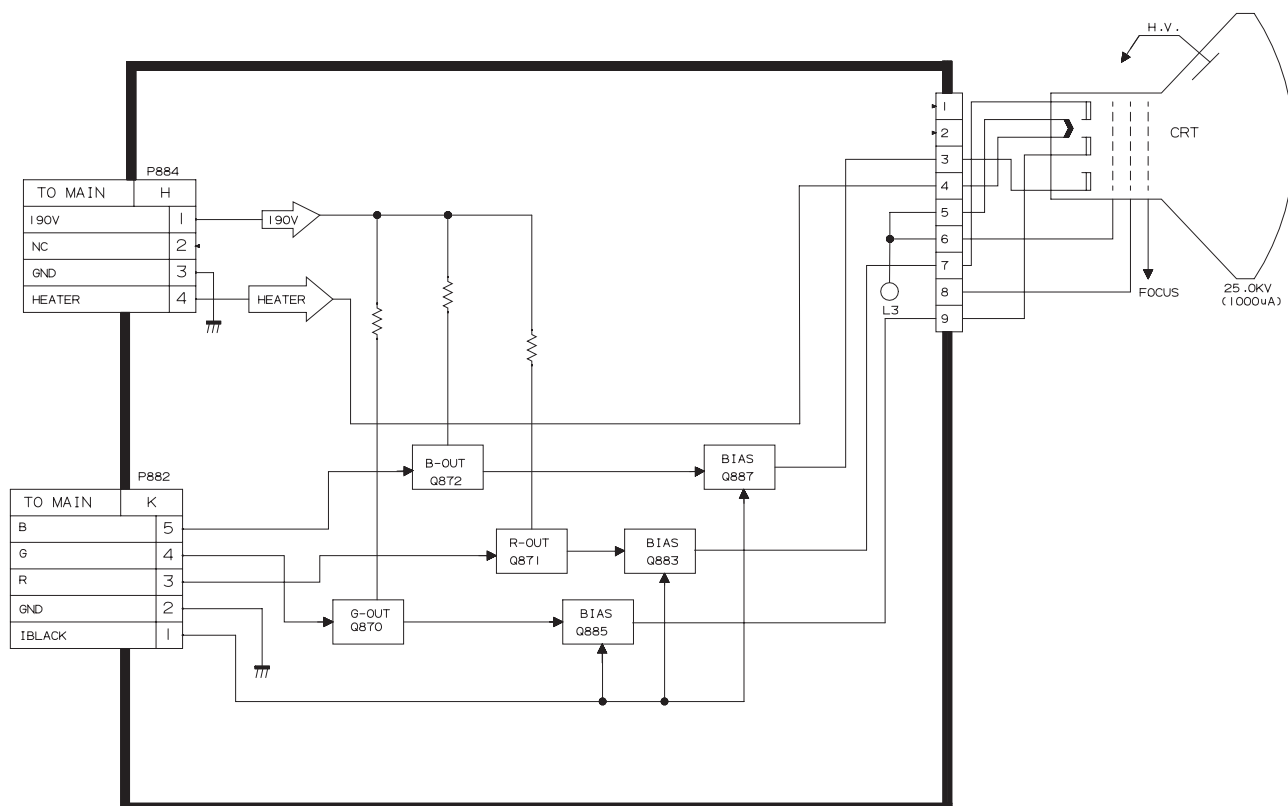 H.V.
CRT
25.0KV
(1000uA)
FOCUS
1
2
3
4
5
6
7
8
9
L3
P884
TO MAIN H
190V 1
NC 2
GND 3
HEATER 4
190V
HEATER
P882
TO MAIN K
B 5
G 4
R 3
GND 2
IBLACK 1
B-OUT
Q872
BIAS
Q887
R-OUT
Q871
BIAS
Q883
G-OUT
Q870
BIAS
Q885